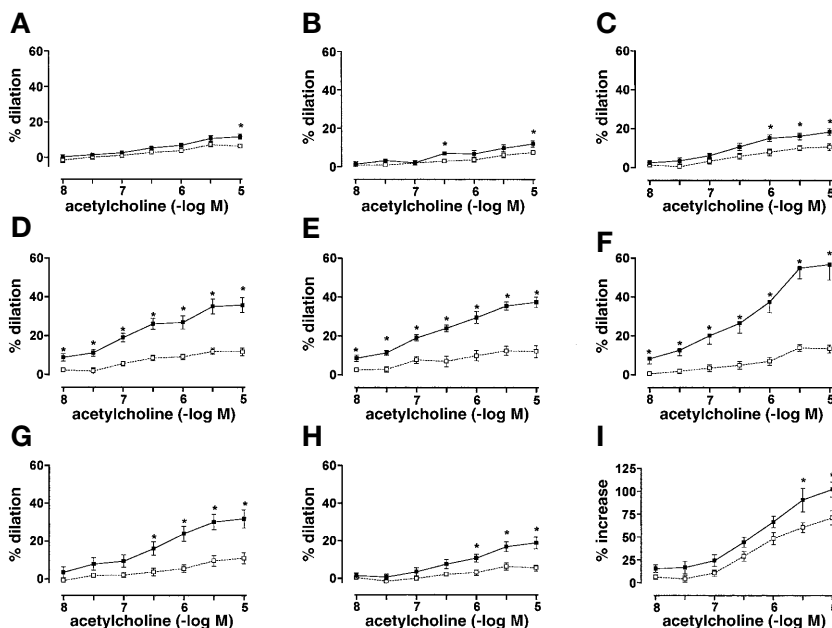 A
B
C
60
40
20
0
% dilation
8 7 6 5
acetylcholine (-log M)
*
60
40
20
0
% dilation
8 7 6 5
acetylcholine (-log M)
* *
60
40
20
0
% dilation
8 7 6 5
acetylcholine (-log M)
* * *
D
E
F
60
40
20
0
% dilation
8 7 6 5
acetylcholine (-log M)
* * * * * * *
60
40
20
0
% dilation
8 7 6 5
acetylcholine (-log M)
* * * * * * *
60
40
20
0
% dilation
8 7 6 5
acetylcholine (-log M)
* * * * * * *
G
H
I
60
40
20
0
% dilation
8 7 6 5
acetylcholine (-log M)
* * * *
60
40
20
0
% dilation
8 7 6 5
acetylcholine (-log M)
* * *
125
100
75
50
25
0
% increase
8 7 6 5
acetylcholine (-log M)
* *